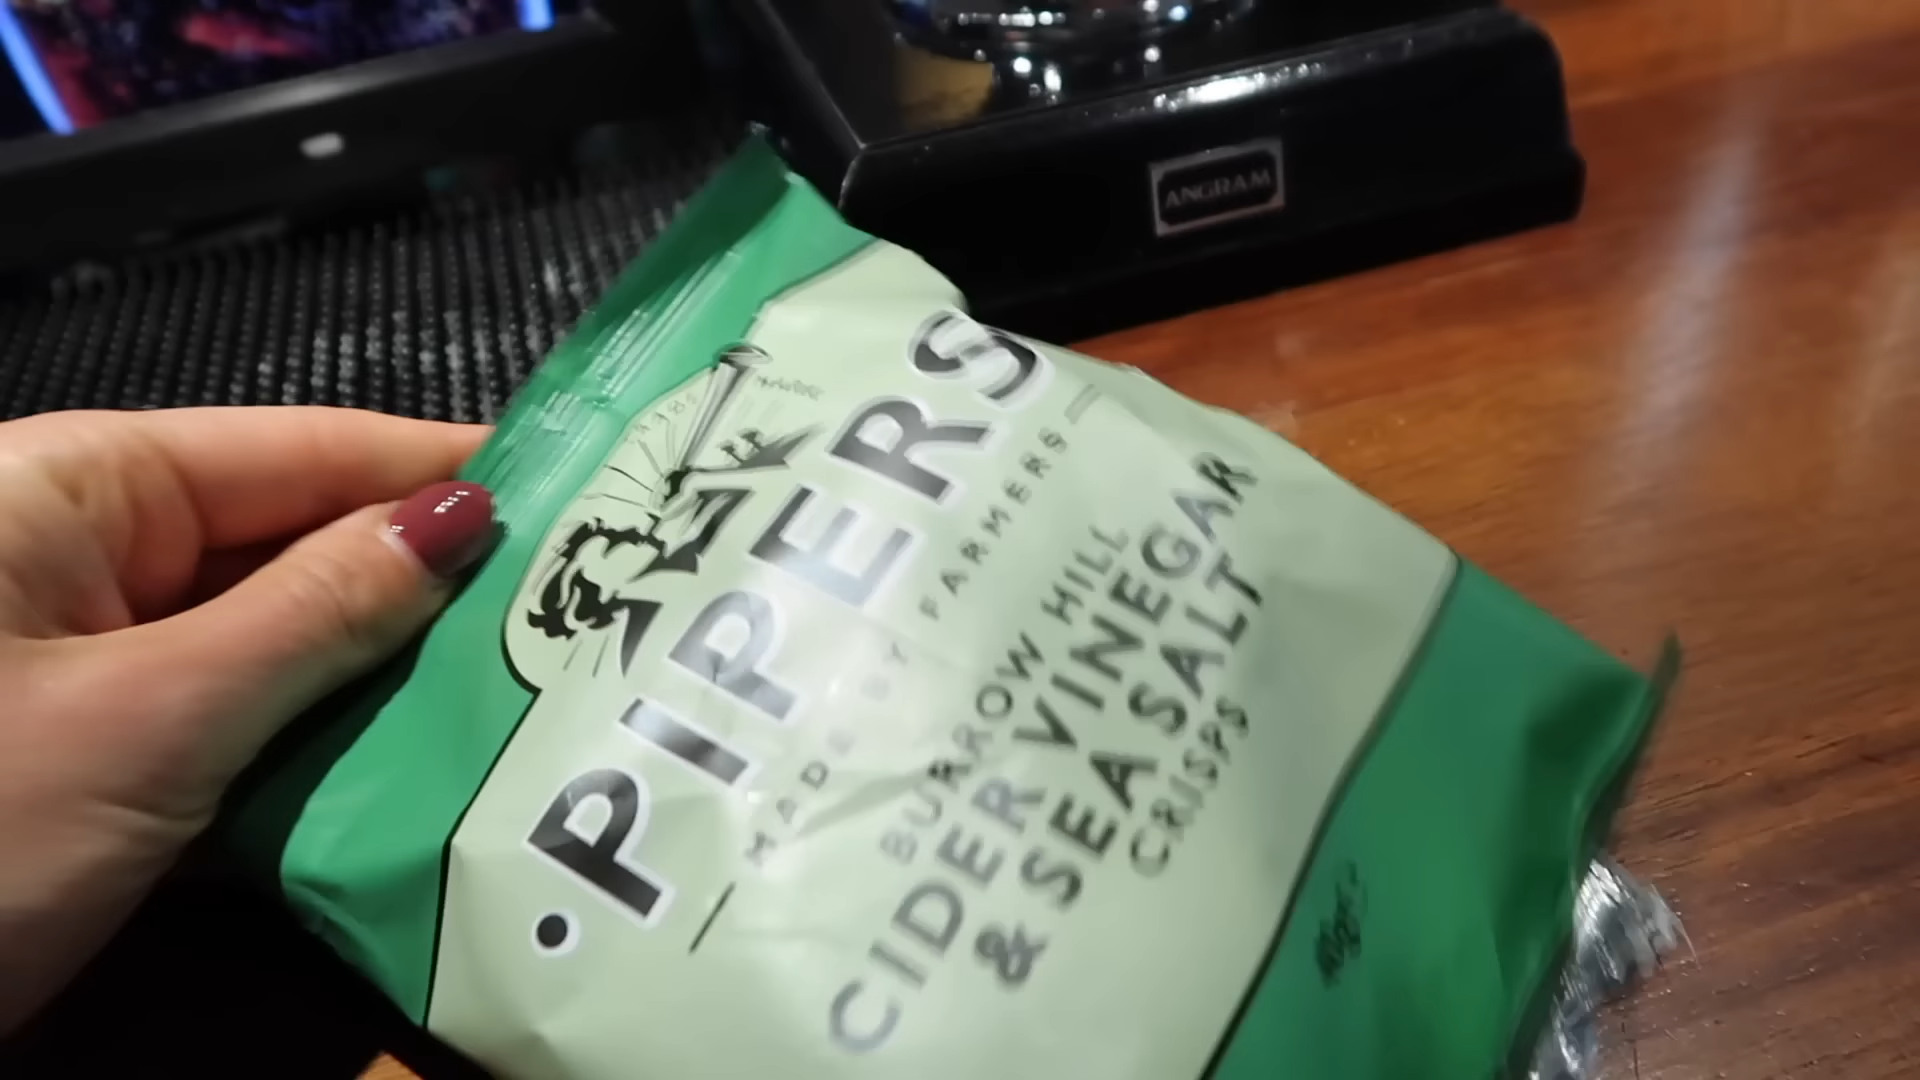 ANGRAM
PIPERS
MADE BY FARMERS
BURROW HILL
CIDER VINEGAR
& SEA SALT
CRISPS